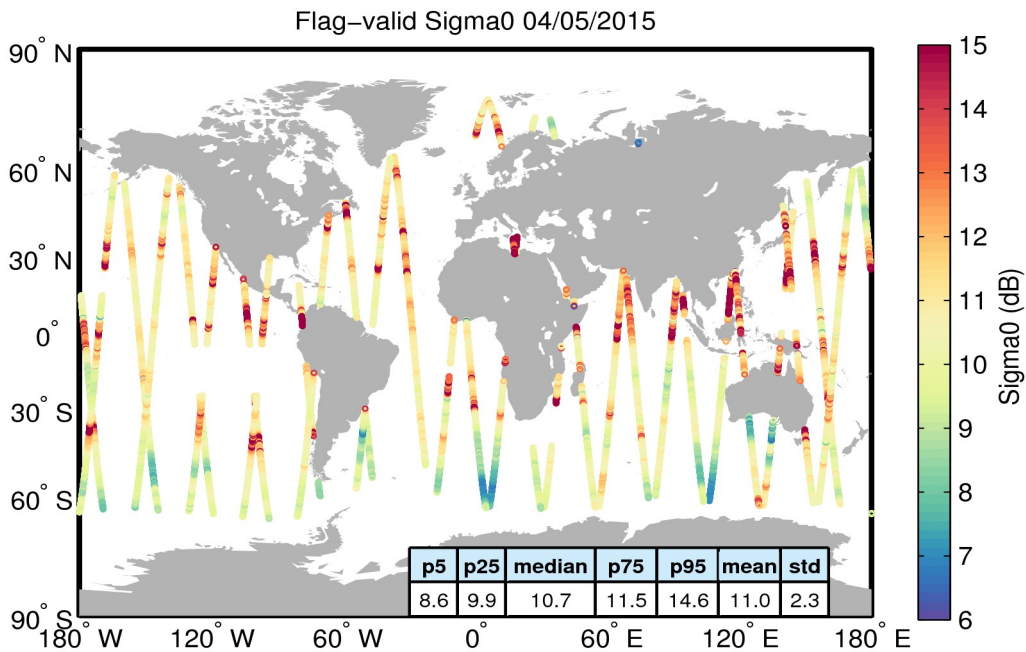 Flag−valid Sigma0 04/05/2015
90° N
60° N
30° N
0°
30° S
60° S
90° S
180° W
120° W
60° W
0°
60° E
120° E
180° E
p5 p25 median p75 p95 mean std
8.6 9.9 10.7 11.5 14.6 11.0 2.3
15
14
13
12
11
10
9
8
7
6
Sigma0 (dB)